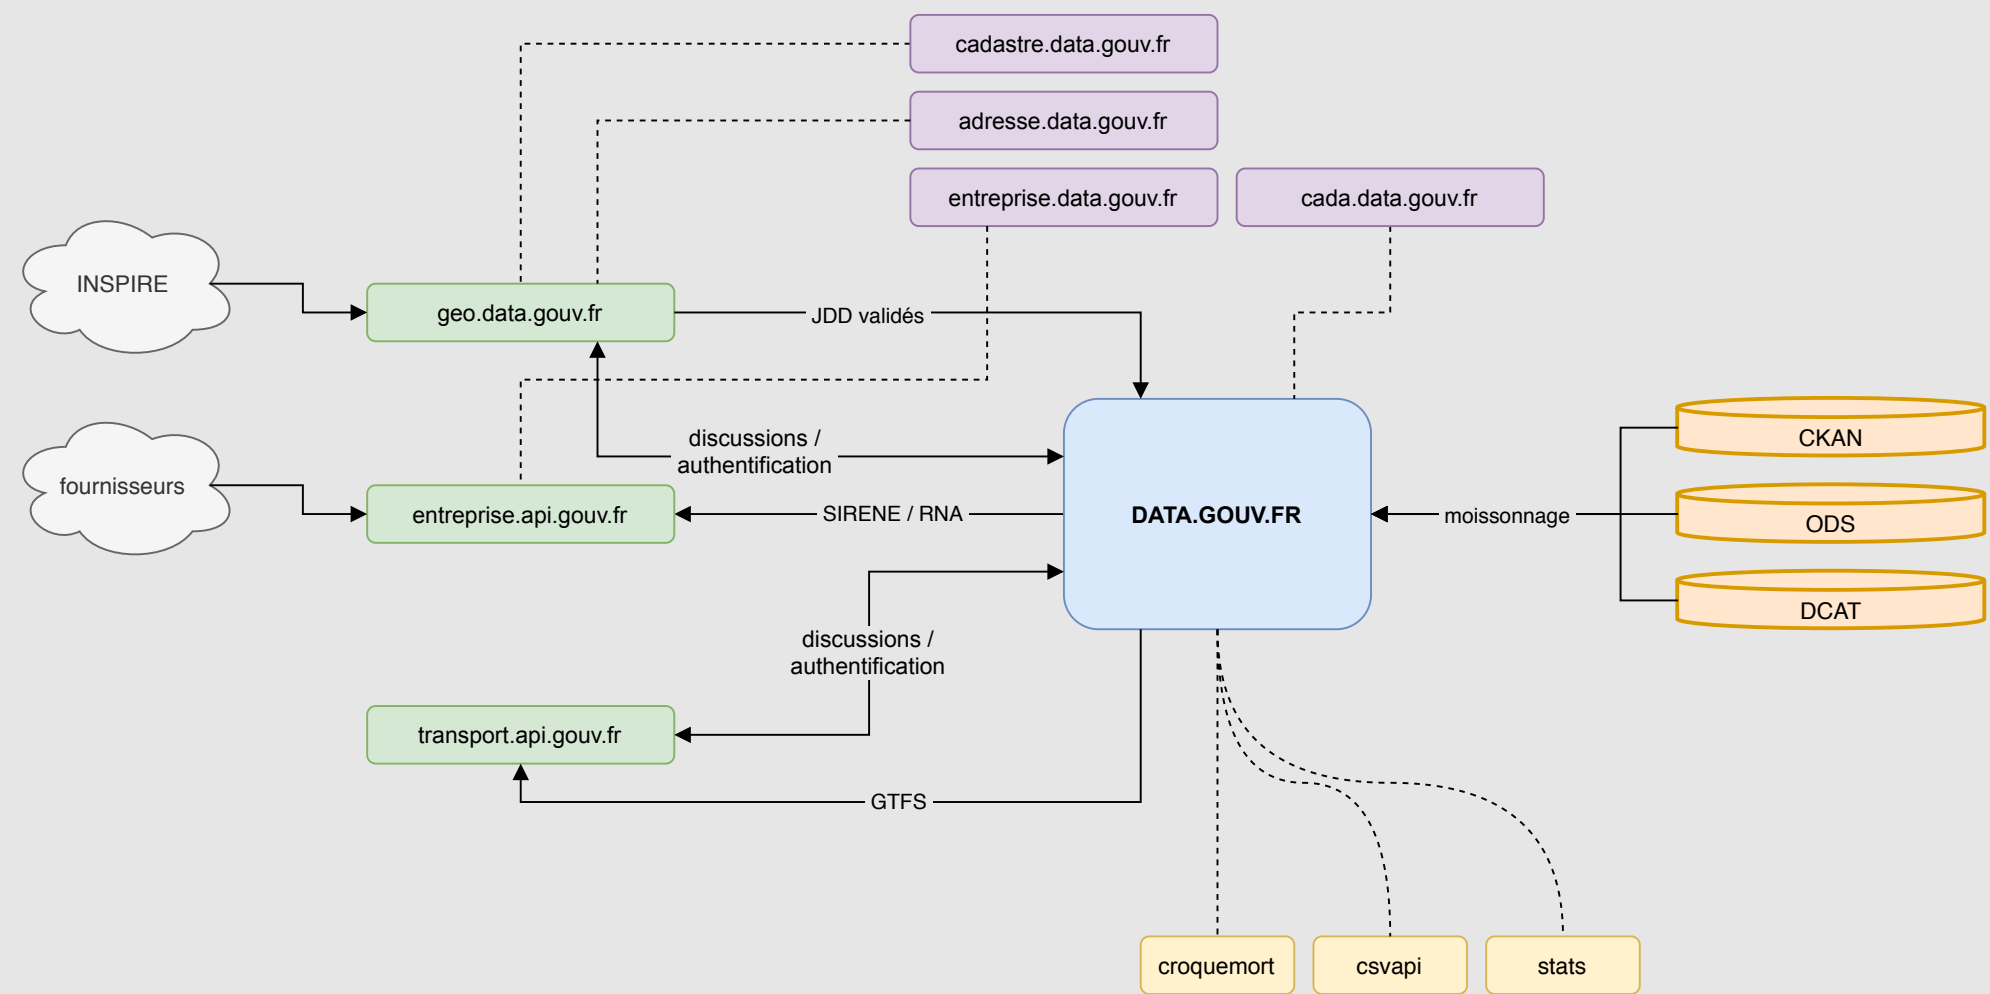 cadastre.data.gouv.fr
adresse.data.gouv.fr
entreprise.data.gouv.fr
cada.data.gouv.fr
INSPIRE
geo.data.gouv.fr
JDD validés
discussions /
authentification
fournisseurs
entreprise.api.gouv.fr
SIRENE / RNA
DATA.GOUV.FR
moissonnage
CKAN
ODS
DCAT
discussions /
authentification
transport.api.gouv.fr
GTFS
croquemort
csvapi
stats